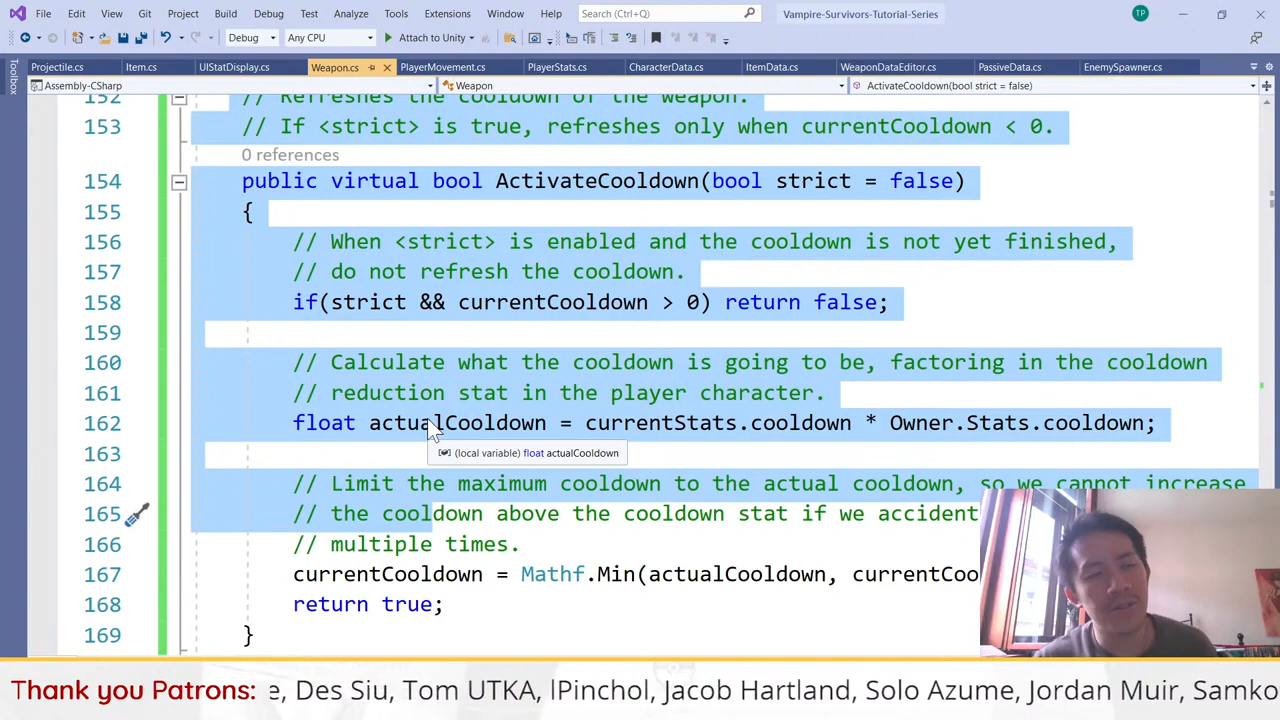 File Edit View Git Project Build Debug Test Analyze Tools Extensions Window Help Search (Ctrl+Q) Vampire-Survivors-Tutorial-Series TP
Debug Any CPU Attach to Unity
Projectile.cs Item.cs UIStatDisplay.cs Weapon.cs PlayerMovement.cs PlayerStats.cs CharacterData.cs ItemData.cs WeaponDataEditor.cs PassiveData.cs EnemySpawner.cs
Toolbox
Assembly-CSharp Weapon ActivateCooldown(bool strict = false)
152 // Refreshes the cooldown of the weapon.
153 // If <strict> is true, refreshes only when currentCooldown < 0.
0 references
154 public virtual bool ActivateCooldown(bool strict = false)
155 {
156 // When <strict> is enabled and the cooldown is not yet finished,
157 // do not refresh the cooldown.
158 if(strict && currentCooldown > 0) return false;
159
160 // Calculate what the cooldown is going to be, factoring in the cooldown
161 // reduction stat in the player character.
162 float actualCooldown = currentStats.cooldown * Owner.Stats.cooldown;
(local variable) float actualCooldown
163
164 // Limit the maximum cooldown to the actual cooldown, so we cannot increase
165 // the cooldown above the cooldown stat if we accident
166 // multiple times.
167 currentCooldown = Mathf.Min(actualCooldown, currentCoo
168 return true;
169 }
Thank you Patrons: e, Des Siu, Tom UTKA, lPinchol, Jacob Hartland, Solo Azume, Jordan Muir, Samko